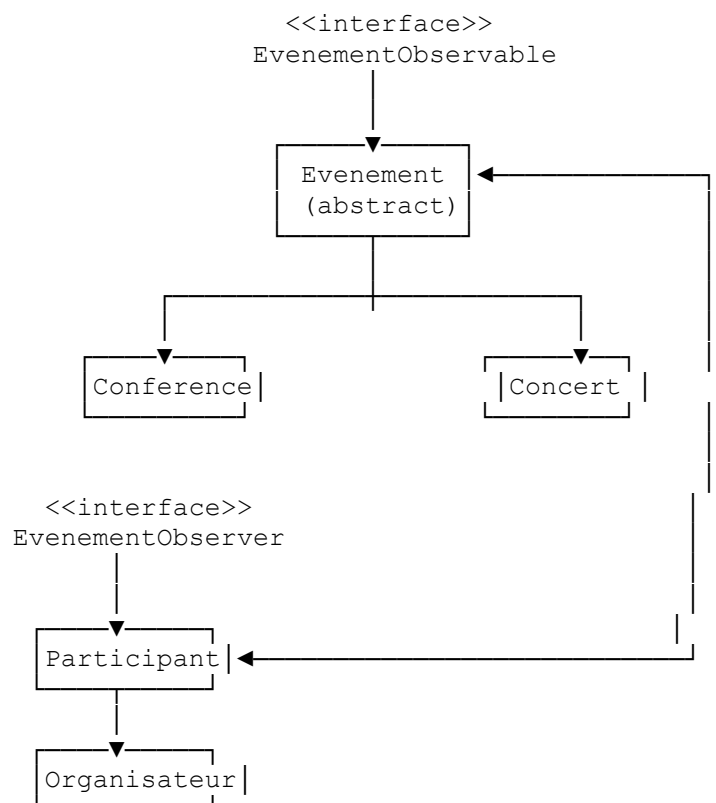 <<interface>>
EvenementObservable
Evenement
(abstract)
Conference
Concert
<<interface>>
EvenementObserver
Participant
Organisateur